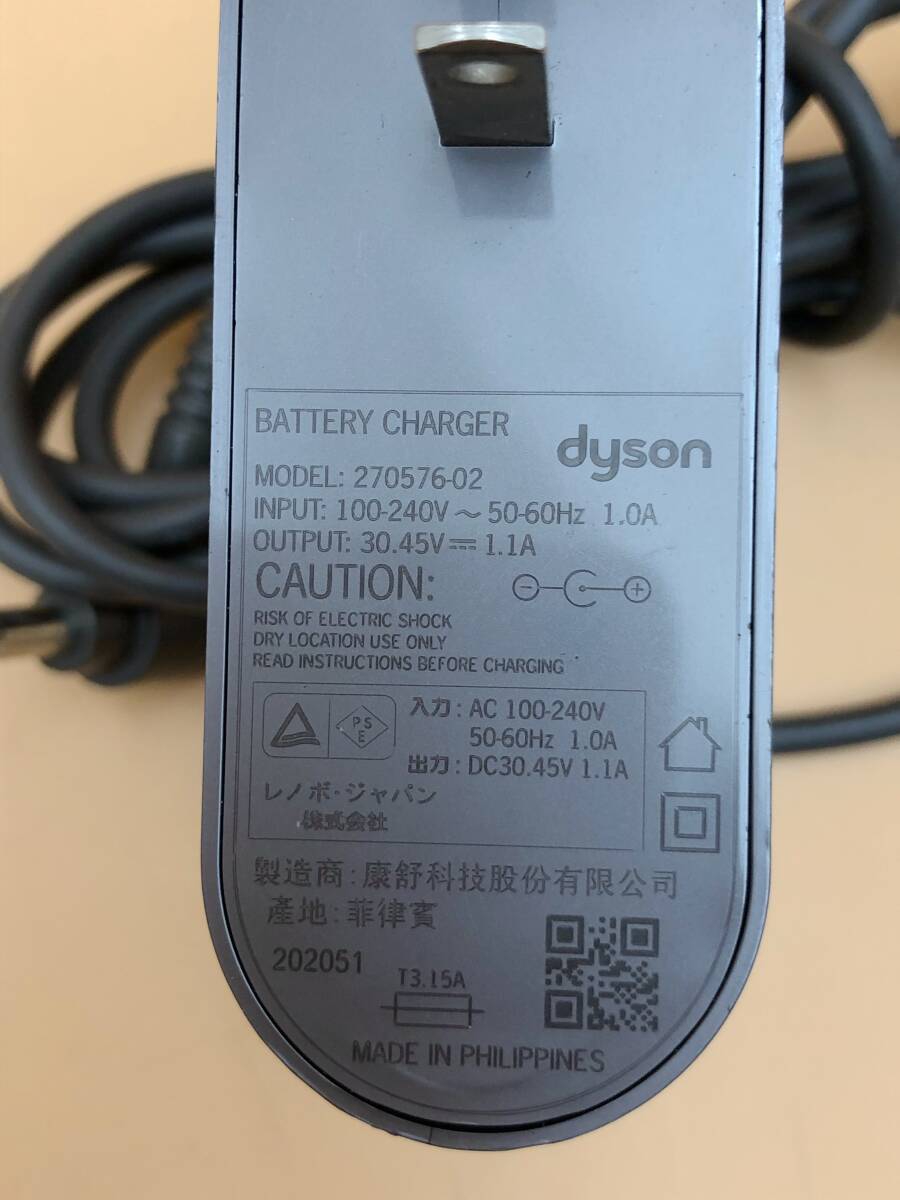 BATTERY CHARGER
dyson
MODEL: 270576-02
INPUT: 100-240V ～ 50-60Hz 1.0A
OUTPUT: 30.45V⎓1.1A
CAUTION:
RISK OF ELECTRIC SHOCK
DRY LOCATION USE ONLY
READ INSTRUCTIONS BEFORE CHARGING
PS
E
入力 : AC 100-240V
50-60Hz 1.0A
出力 : DC30.45V 1.1A
レノボ・ジャパン
株式会社
製造商 : 康舒科技股份有限公司
產地 : 菲律賓
202051
T3.15A
MADE IN PHILIPPINES